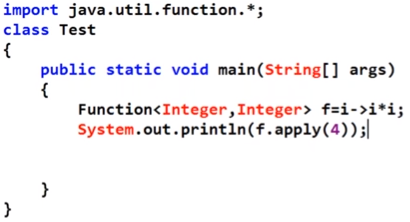 import java.util.function.*;
class Test
{
    public static void main(String[] args)
    {
        Function<Integer,Integer> f=i->i*i;
        System.out.println(f.apply(4));
    }
}